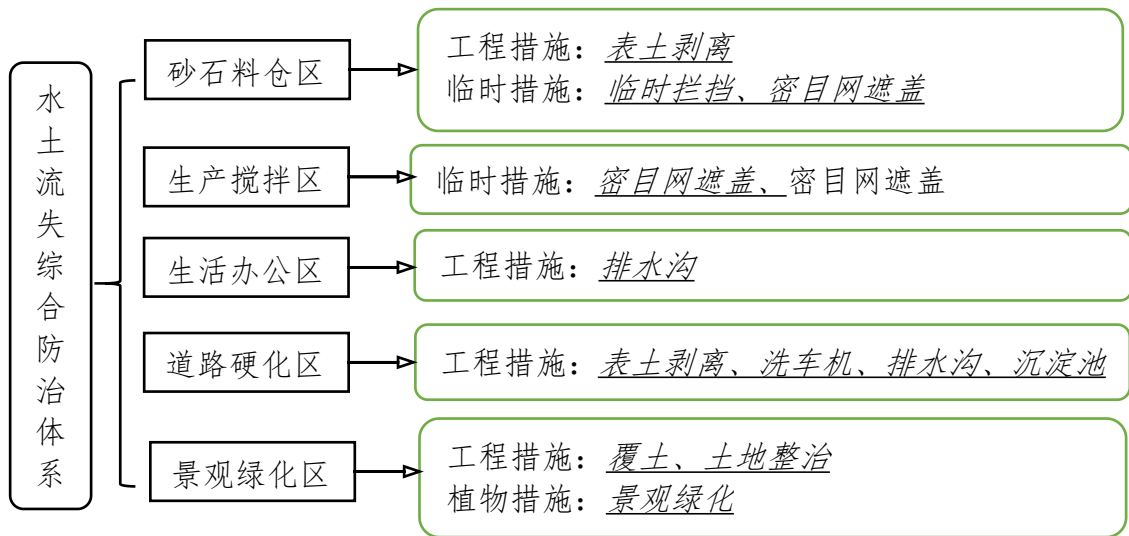 水土流失综合防治体系
砂石料仓区
工程措施：表土剥离
临时措施：临时拦挡、密目网遮盖
生产搅拌区
临时措施：密目网遮盖、密目网遮盖
生活办公区
工程措施：排水沟
道路硬化区
工程措施：表土剥离、洗车机、排水沟、沉淀池
景观绿化区
工程措施：覆土、土地整治
植物措施：景观绿化